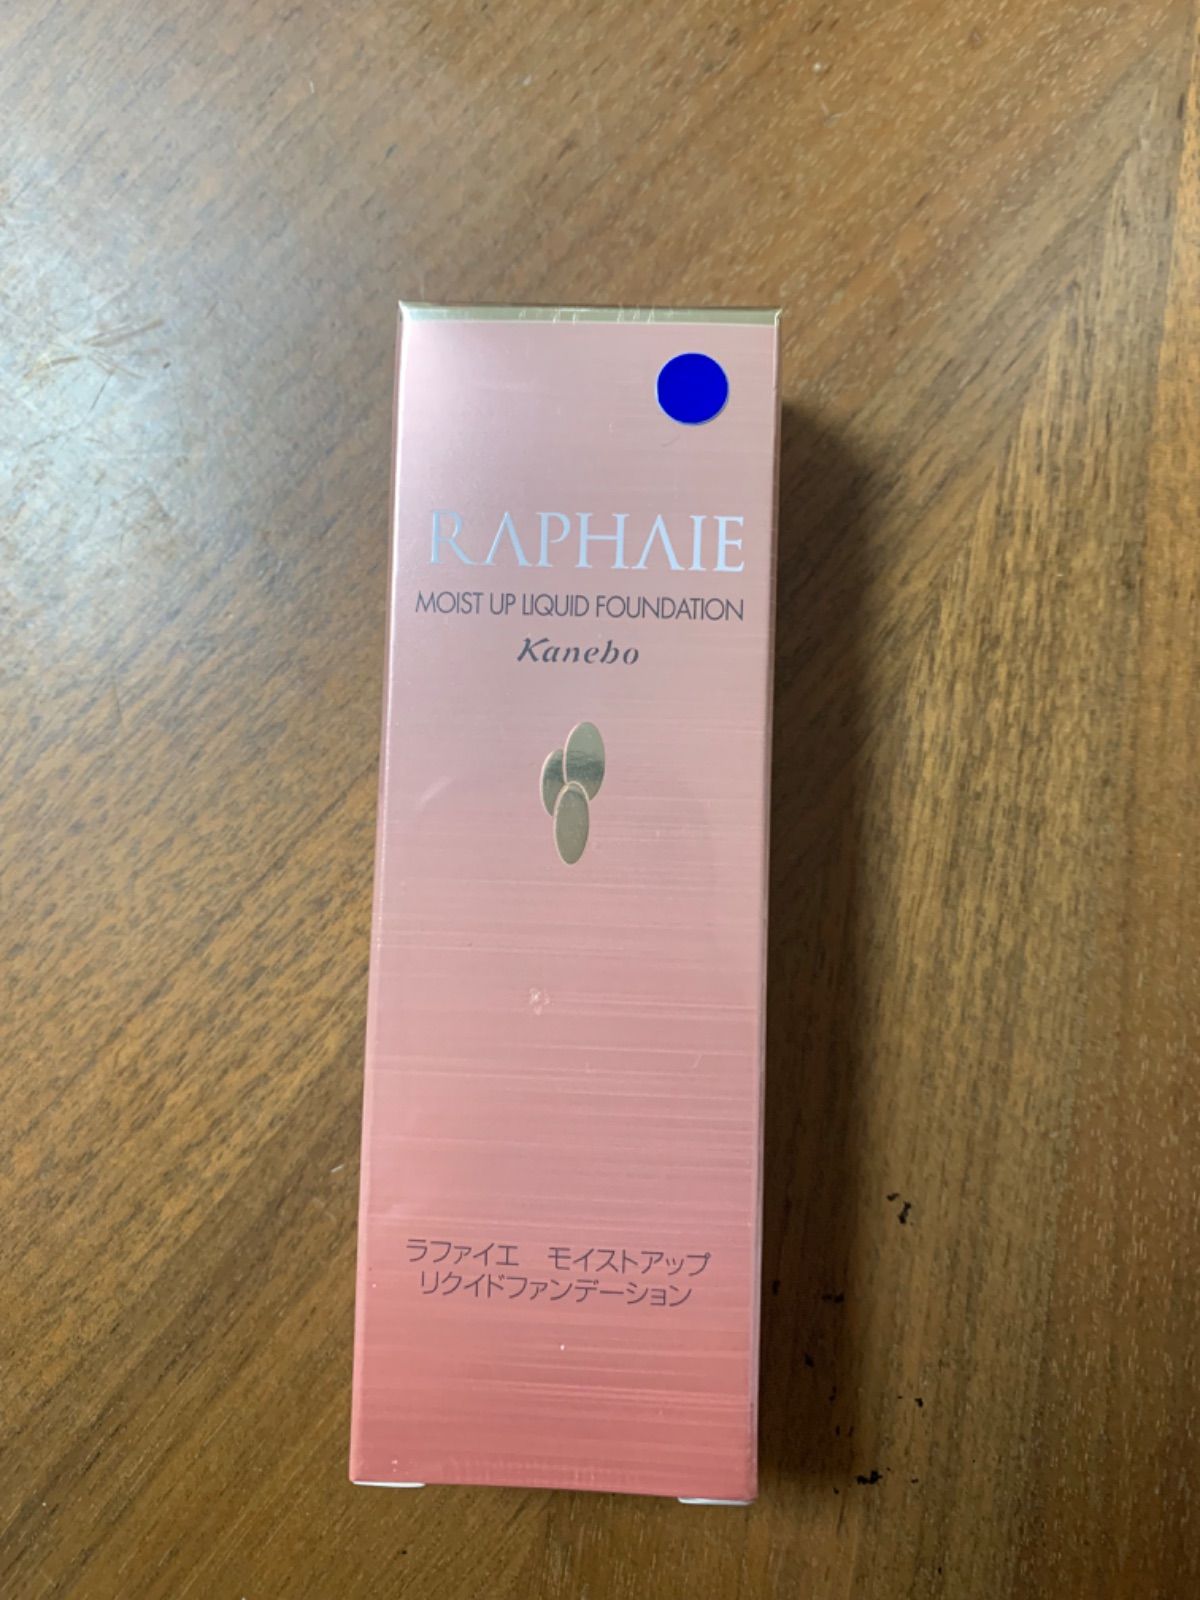 RAPHAIE
MOIST UP LIQUID FOUNDATION
Kanebo
ラファイエ　モイストアップ
リクイドファンデーション